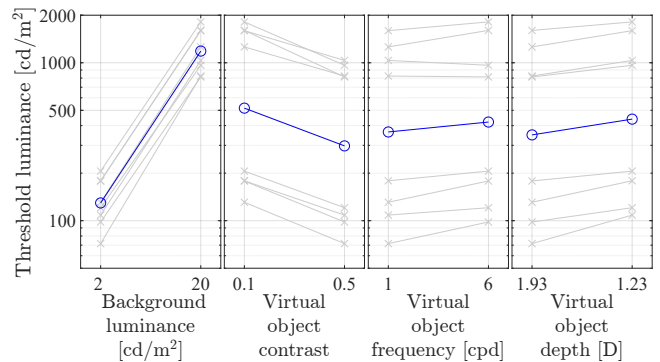 Threshold luminance [cd/m²]
2000
1000
500
100
2 20 0.1 0.5 1 6 1.93 1.23
Background Virtual Virtual Virtual
luminance object object object
[cd/m²] contrast frequency [cpd] depth [D]